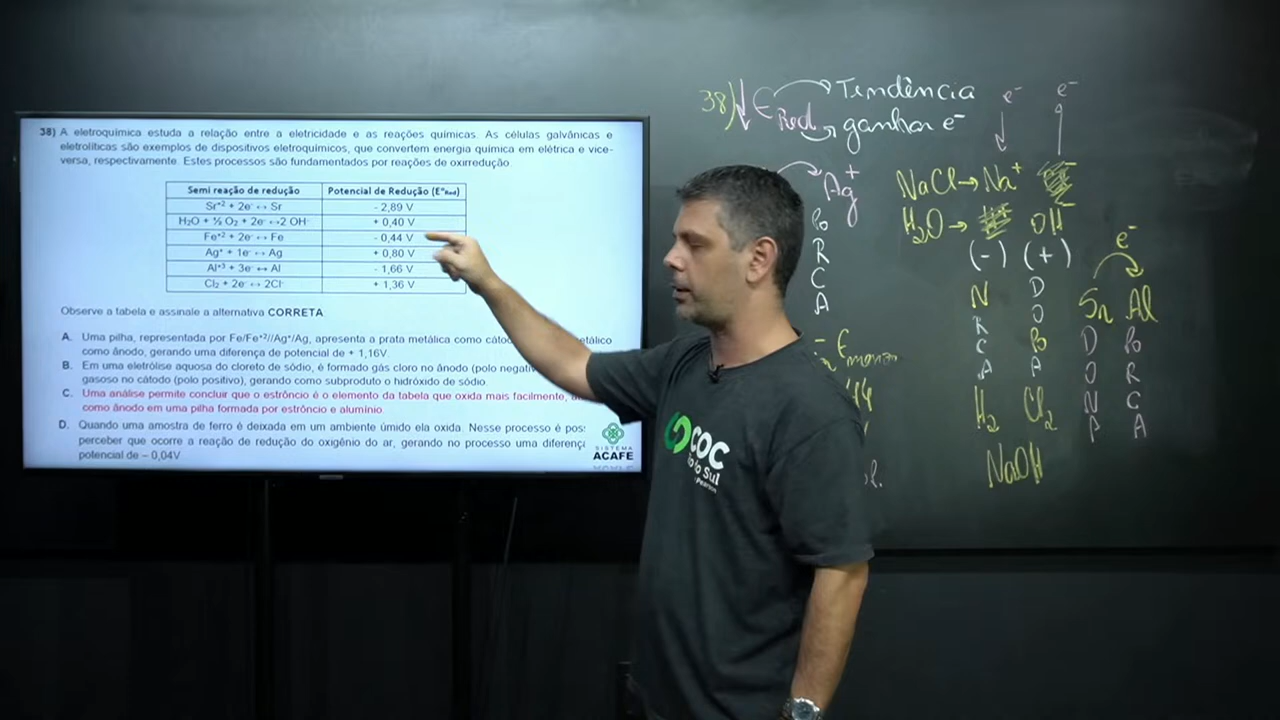 38) A eletroquímica estuda a relação entre a eletricidade e as reações químicas. As células galvânicas e
eletrolíticas são exemplos de dispositivos eletroquímicos, que convertem energia química em elétrica e vice-
versa, respectivamente. Estes processos são fundamentados por reações de oxirredução.
Semi reação de redução Potencial de Redução (E°Red)
Sr⁺² + 2e⁻ ↔ Sr - 2,89 V
H₂O + ½ O₂ + 2e⁻ ↔2 OH⁻ + 0,40 V
Fe⁺² + 2e⁻ ↔ Fe - 0,44 V
Ag⁺ + 1e⁻ ↔ Ag + 0,80 V
Al⁺³ + 3e⁻ ↔ Al - 1,66 V
Cl₂ + 2e⁻ ↔ 2Cl⁻ + 1,36 V
Observe a tabela e assinale a alternativa CORRETA
A. Uma pilha, representada por Fe/Fe⁺²//Ag⁺/Ag, apresenta a prata metálica como
como ânodo, gerando uma diferença de potencial de + 1,16V.
B. Em uma eletrólise aquosa do cloreto de sódio, é formado gás cloro no ânodo (polo
gasoso no cátodo (polo positivo), gerando como subproduto o hidróxido de sódio
C. Uma análise permite concluir que o estrôncio é o elemento da tabela que oxida mais facilmente,
como ânodo em uma pilha formada por estrôncio e alumínio.
D. Quando uma amostra de ferro é deixada em um ambiente úmido ela oxida. Nesse processo é
perceber que ocorre a reação de redução do oxigênio do ar, gerando no processo uma
potencial de – 0,04V
SISTEMA
ACAFE
38) ↓ E Red Tendência
ganhar e⁻
Ag⁺
Po
R
C
A
e⁻ e⁻
NaCl→Na⁺
H₂O→ OH
(-) (+)
N D
R O
C Po
A A
H₂ Cl₂
NaOH
e⁻
Sr Al
D Po
O R
N C
P A
COC
Sul
Pearson